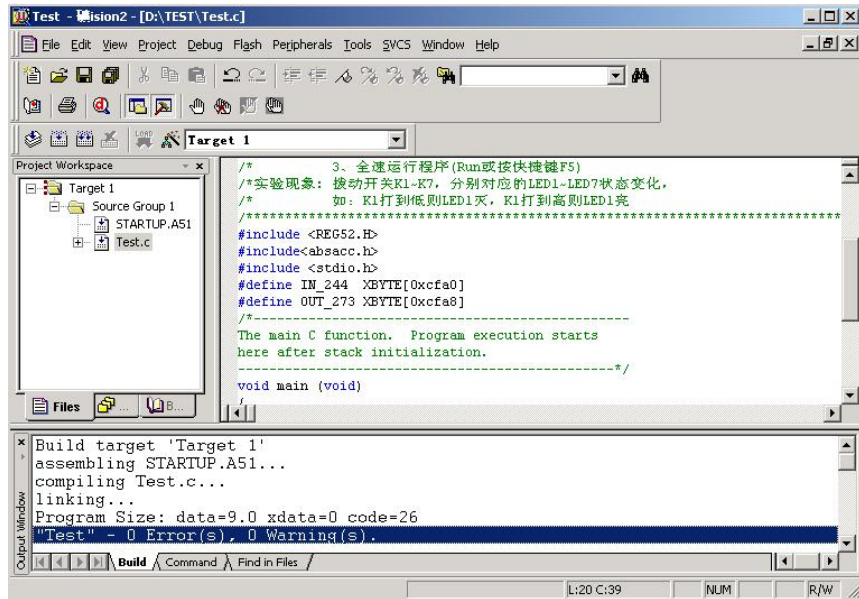 Test - 礦ision2 - [D:\TEST\Test.c]
File Edit View Project Debug Flash Peripherals Tools SVCS Window Help
LOAD
Target 1
Project Workspace
Target 1
Source Group 1
STARTUP.A51
Test.c
Files
... 
B...
/* 3、全速运行程序(Run或按快捷键F5)
/*实验现象: 拨动开关K1~K7，分别对应的LED1~LED7状态变化，
/* 如: K1打到低则LED1灭，K1打到高则LED1亮
/*****************************************************************************
#include <REG52.H>
#include<absacc.h>
#include <stdio.h>
#define IN_244 XBYTE[0xcfa0]
#define OUT_273 XBYTE[0xcfa8]
/*------------------------------------------------
The main C function. Program execution starts
here after stack initialization.
------------------------------------------------*/
void main (void)
{
Output Window
Build target 'Target 1'
assembling STARTUP.A51...
compiling Test.c...
linking...
Program Size: data=9.0 xdata=0 code=26
"Test" - 0 Error(s), 0 Warning(s).
Build Command Find in Files
L:20 C:39 NUM R/W